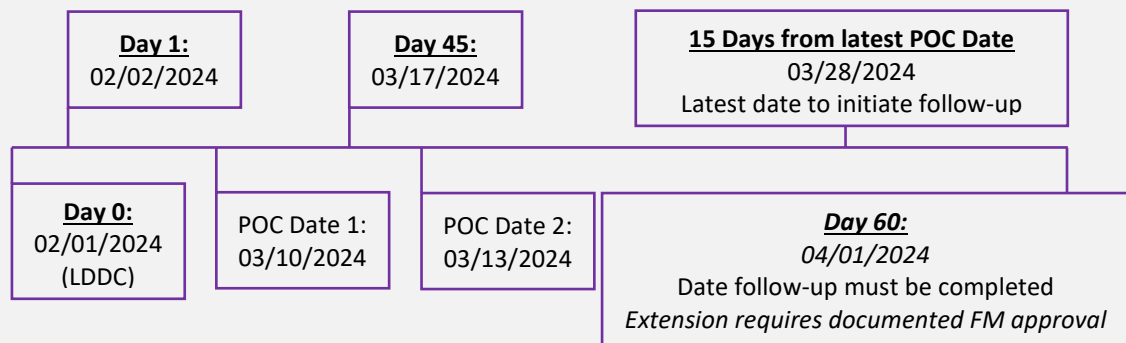 Day 1:
02/02/2024
Day 45:
03/17/2024
15 Days from latest POC Date
03/28/2024
Latest date to initiate follow-up
Day 0:
02/01/2024
(LDDC)
POC Date 1:
03/10/2024
POC Date 2:
03/13/2024
Day 60:
04/01/2024
Date follow-up must be completed
Extension requires documented FM approval